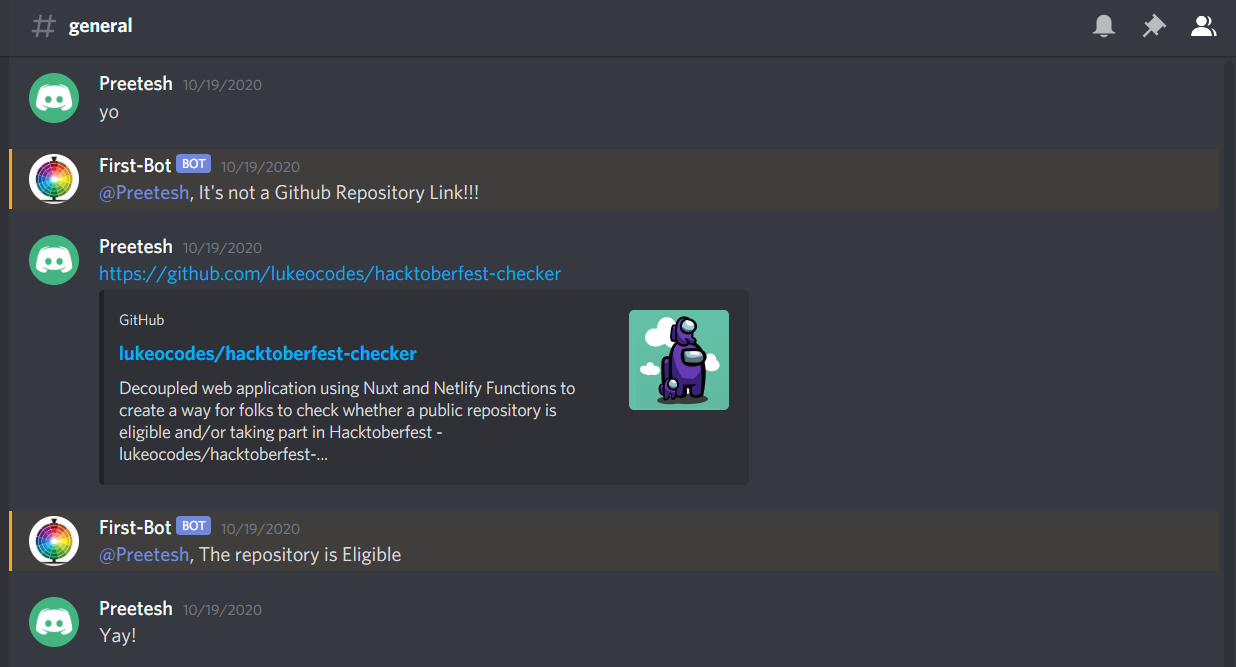 # general
Preetesh 10/19/2020
yo
First-Bot BOT 10/19/2020
@Preetesh, It's not a Github Repository Link!!!
Preetesh 10/19/2020
https://github.com/lukeocodes/hacktoberfest-checker
GitHub
lukeocodes/hacktoberfest-checker
Decoupled web application using Nuxt and Netlify Functions to
create a way for folks to check whether a public repository is
eligible and/or taking part in Hacktoberfest -
lukeocodes/hacktoberfest-...
First-Bot BOT 10/19/2020
@Preetesh, The repository is Eligible
Preetesh 10/19/2020
Yay!